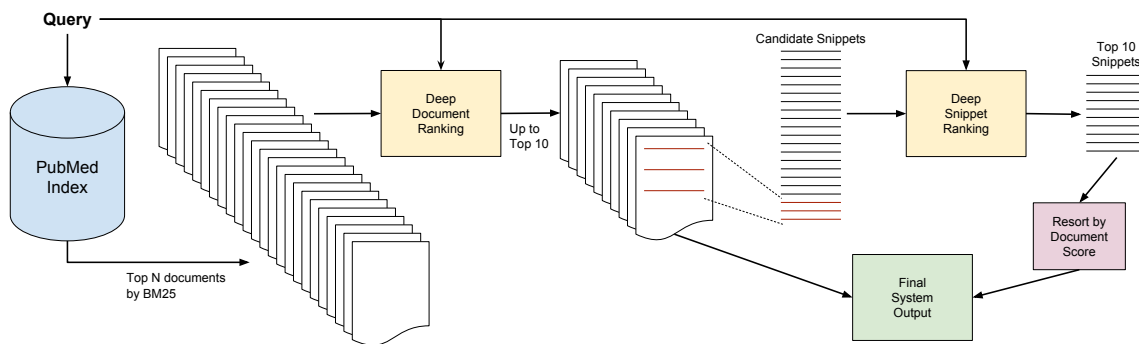 Query
PubMed
Index
Top N documents
by BM25
Deep
Document
Ranking
Up to
Top 10
Candidate Snippets
Deep
Snippet
Ranking
Top 10
Snippets
Resort by
Document
Score
Final
System
Output